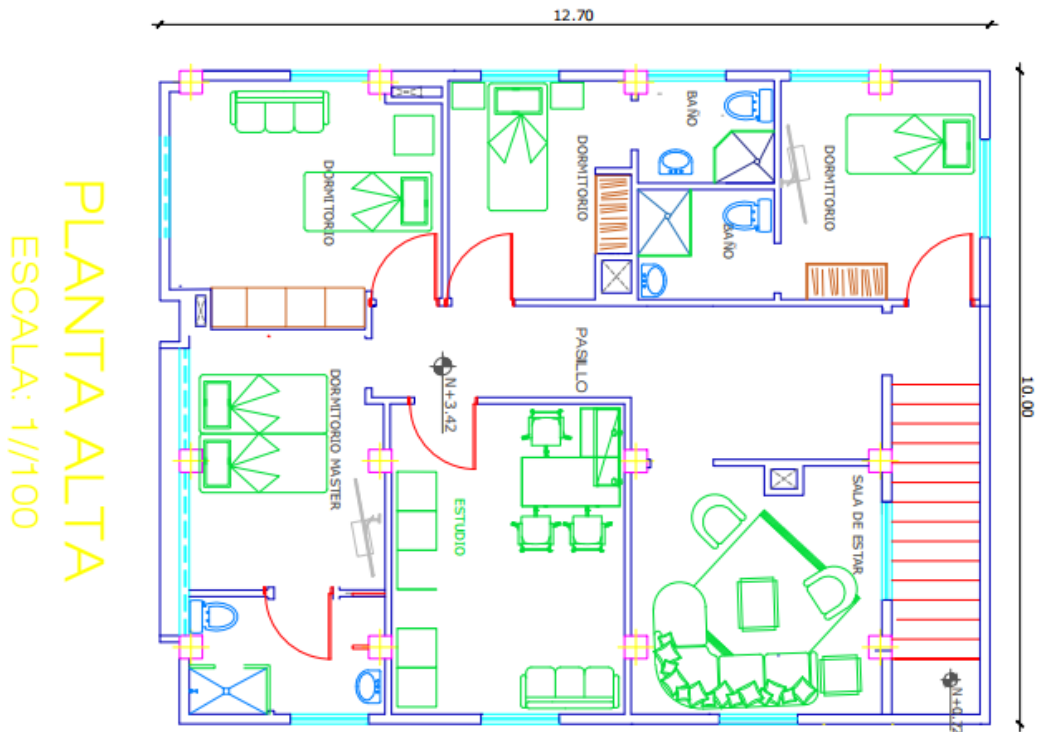 12.70
10.00
BAÑO
DORMITORIO
DORMITORIO
DORMITORIO
BAÑO
PASILLO
N+3.42
DORMITORIO MASTER
ESTUDIO
SALA DE ESTAR
PLANTA ALTA
ESCALA: 1//100